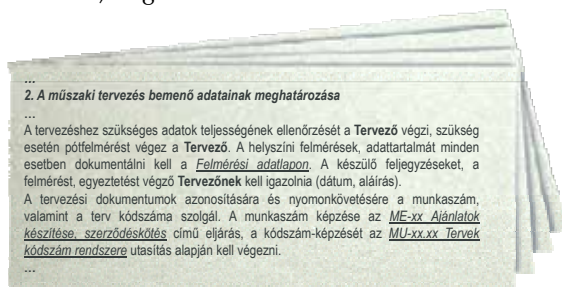 ...
2. A műszaki tervezés bemenő adatainak meghatározása
...
A tervezéshez szükséges adatok teljességének ellenőrzését a Tervező végzi, szükség
esetén pótfelmérést végez a Tervező. A helyszíni felmérések, adattartalmát minden
esetben dokumentálni kell a Felmérési adatlapon. A készülő feljegyzéseket, a
felmérést, egyeztetést végző Tervezőnek kell igazolnia (dátum, aláírás).
A tervezési dokumentumok azonosítására és nyomonkövetésére a munkaszám,
valamint a terv kódszáma szolgál. A munkaszám képzése az ME-xx Ajánlatok
készítése, szerződéskötés című eljárás, a kódszám-képzését az MU-xx.xx Tervek
kódszám rendszere utasítás alapján kell végezni.
...